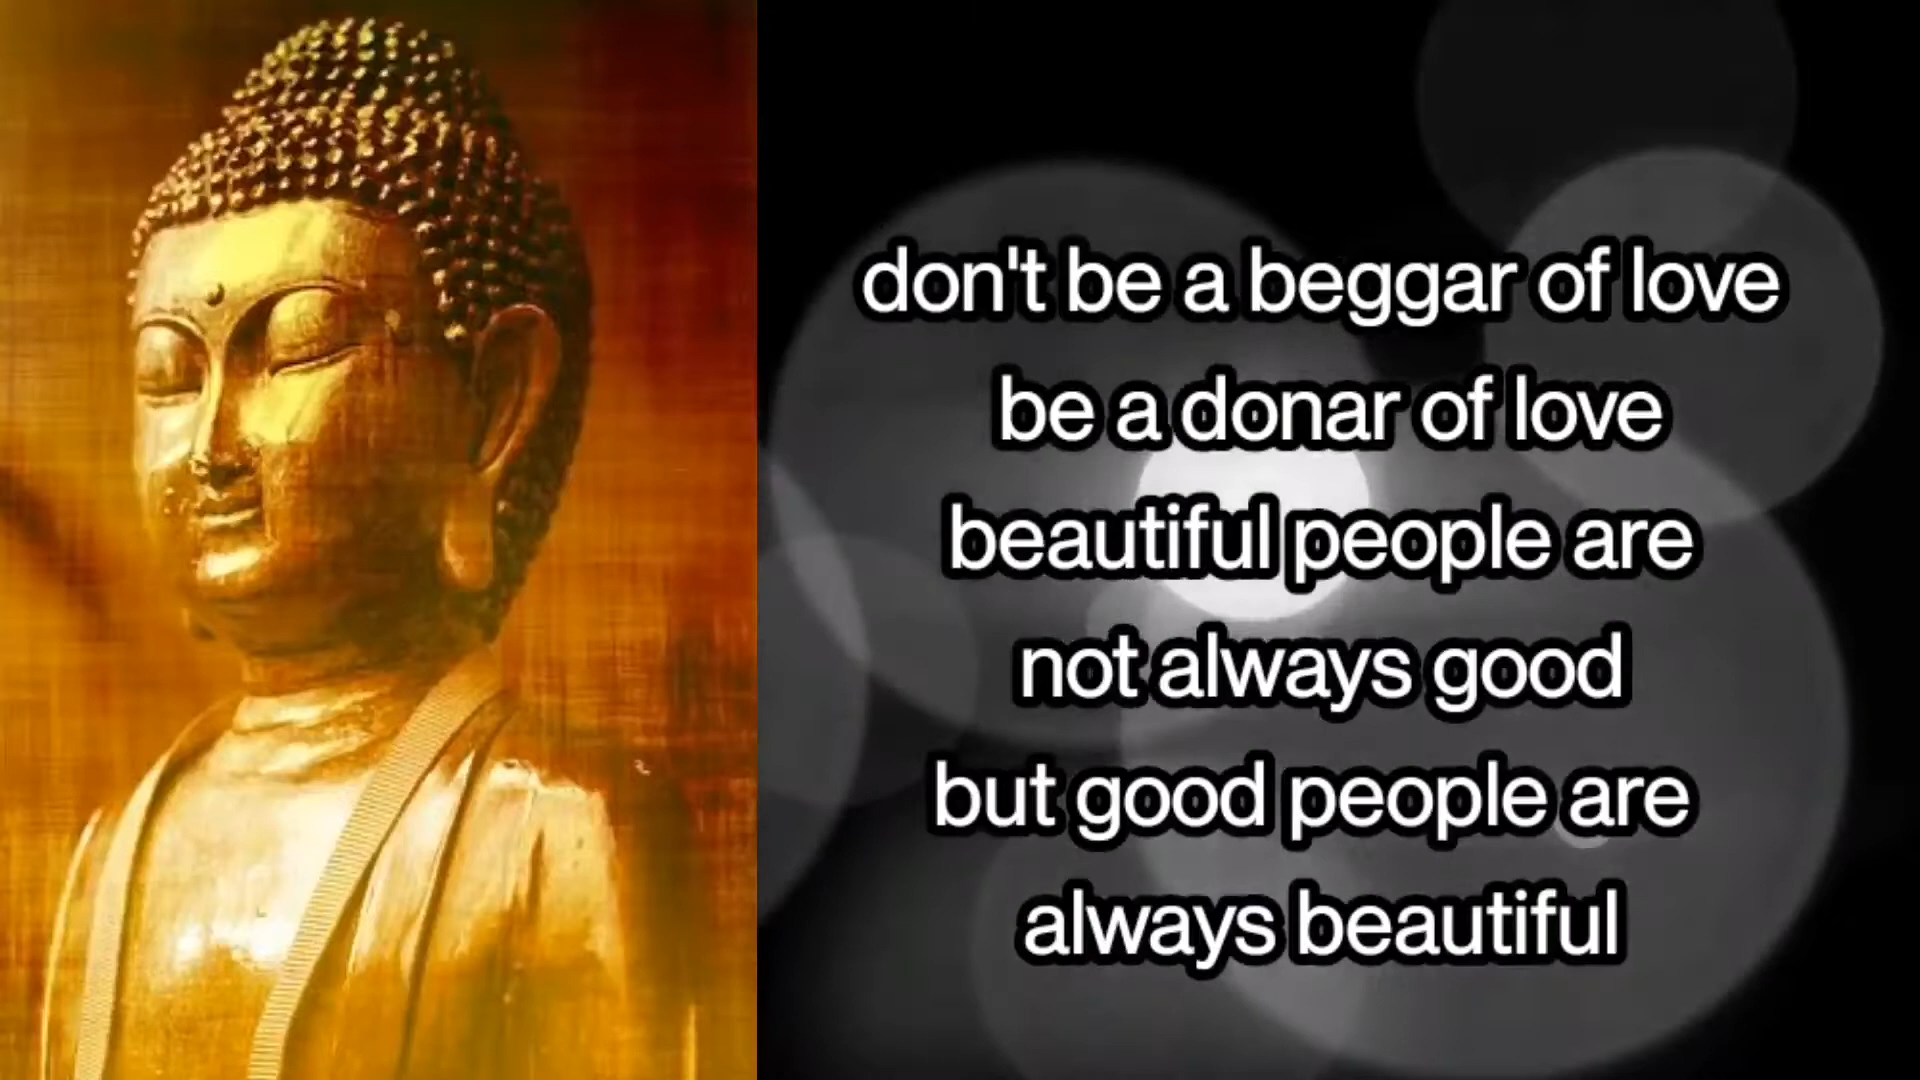 don't be a beggar of love
be a donar of love
beautiful people are
not always good
but good people are
always beautiful